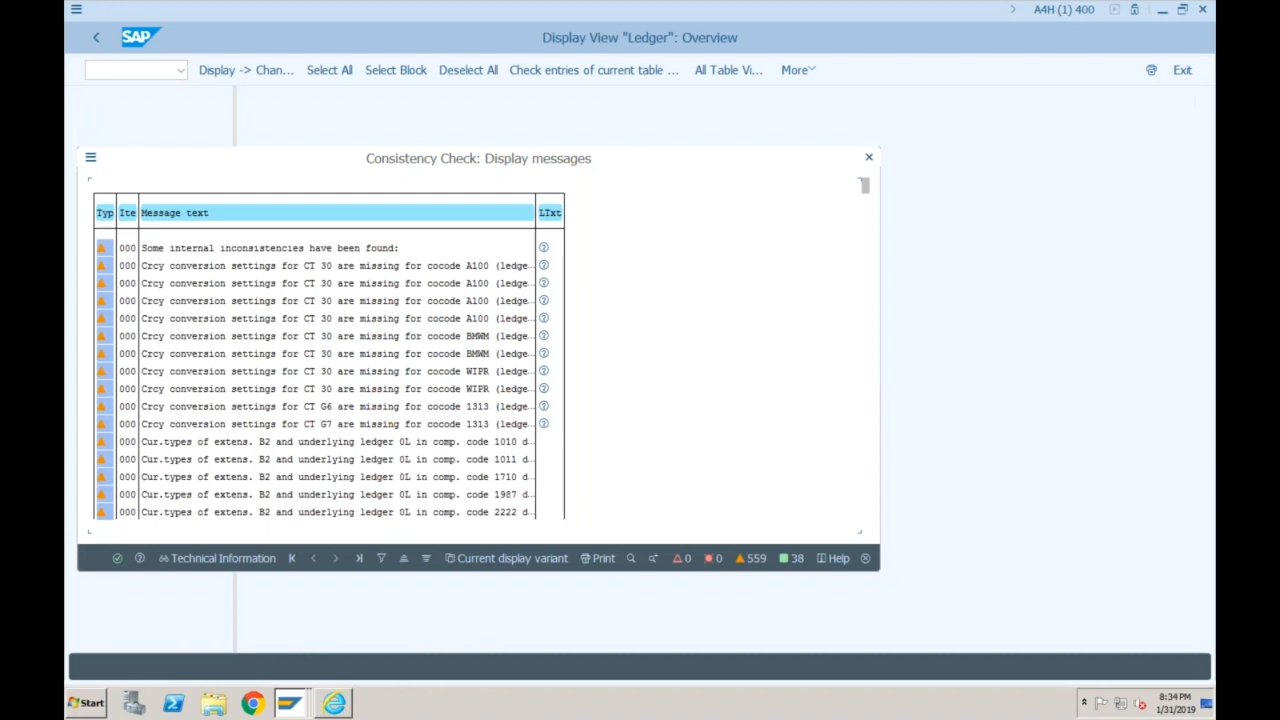 A4H (1) 400
SAP
Display View "Ledger": Overview
Display -> Chan... Select All Select Block Deselect All Check entries of current table ... All Table Vi... More Exit
Consistency Check: Display messages
Typ Ite Message text LTxt
000 Some internal inconsistencies have been found:
000 Crcy conversion settings for CT 30 are missing for cocode A100 (ledge…
000 Crcy conversion settings for CT 30 are missing for cocode A100 (ledge…
000 Crcy conversion settings for CT 30 are missing for cocode A100 (ledge…
000 Crcy conversion settings for CT 30 are missing for cocode A100 (ledge…
000 Crcy conversion settings for CT 30 are missing for cocode BMWM (ledge…
000 Crcy conversion settings for CT 30 are missing for cocode BMWM (ledge…
000 Crcy conversion settings for CT 30 are missing for cocode WIPR (ledge…
000 Crcy conversion settings for CT 30 are missing for cocode WIPR (ledge…
000 Crcy conversion settings for CT G6 are missing for cocode 1313 (ledge…
000 Crcy conversion settings for CT G7 are missing for cocode 1313 (ledge…
000 Cur.types of extens. B2 and underlying ledger 0L in comp. code 1010 d…
000 Cur.types of extens. B2 and underlying ledger 0L in comp. code 1011 d…
000 Cur.types of extens. B2 and underlying ledger 0L in comp. code 1710 d…
000 Cur.types of extens. B2 and underlying ledger 0L in comp. code 1987 d…
000 Cur.types of extens. B2 and underlying ledger 0L in comp. code 2222 d…
Technical Information Current display variant Print 0 0 559 38 Help
Start
8:34 PM
1/31/2019